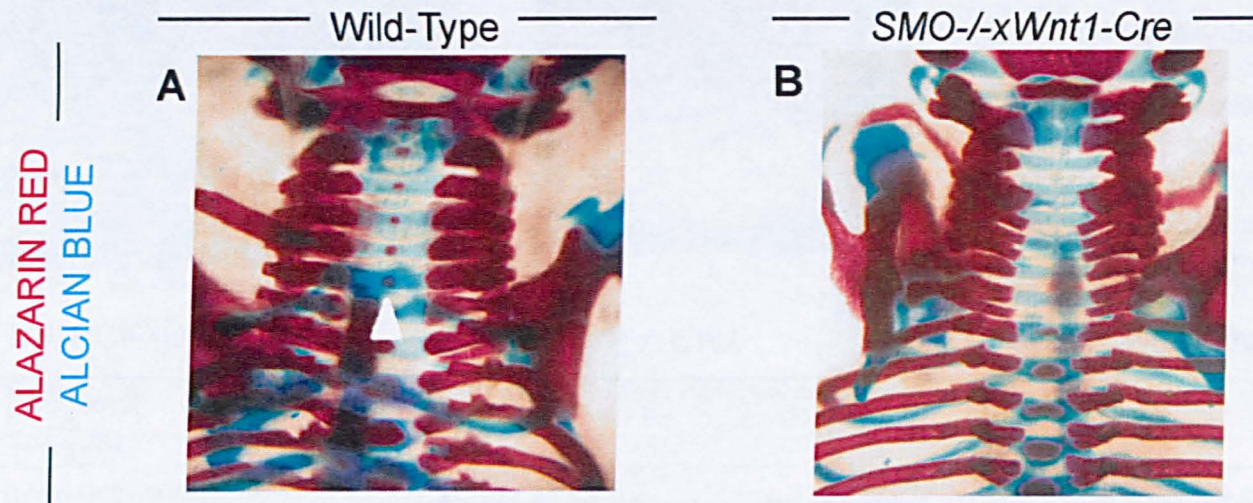 Wild-Type
SMO-/-xWnt1-Cre
A
B
ALAZARIN RED
ALCIAN BLUE